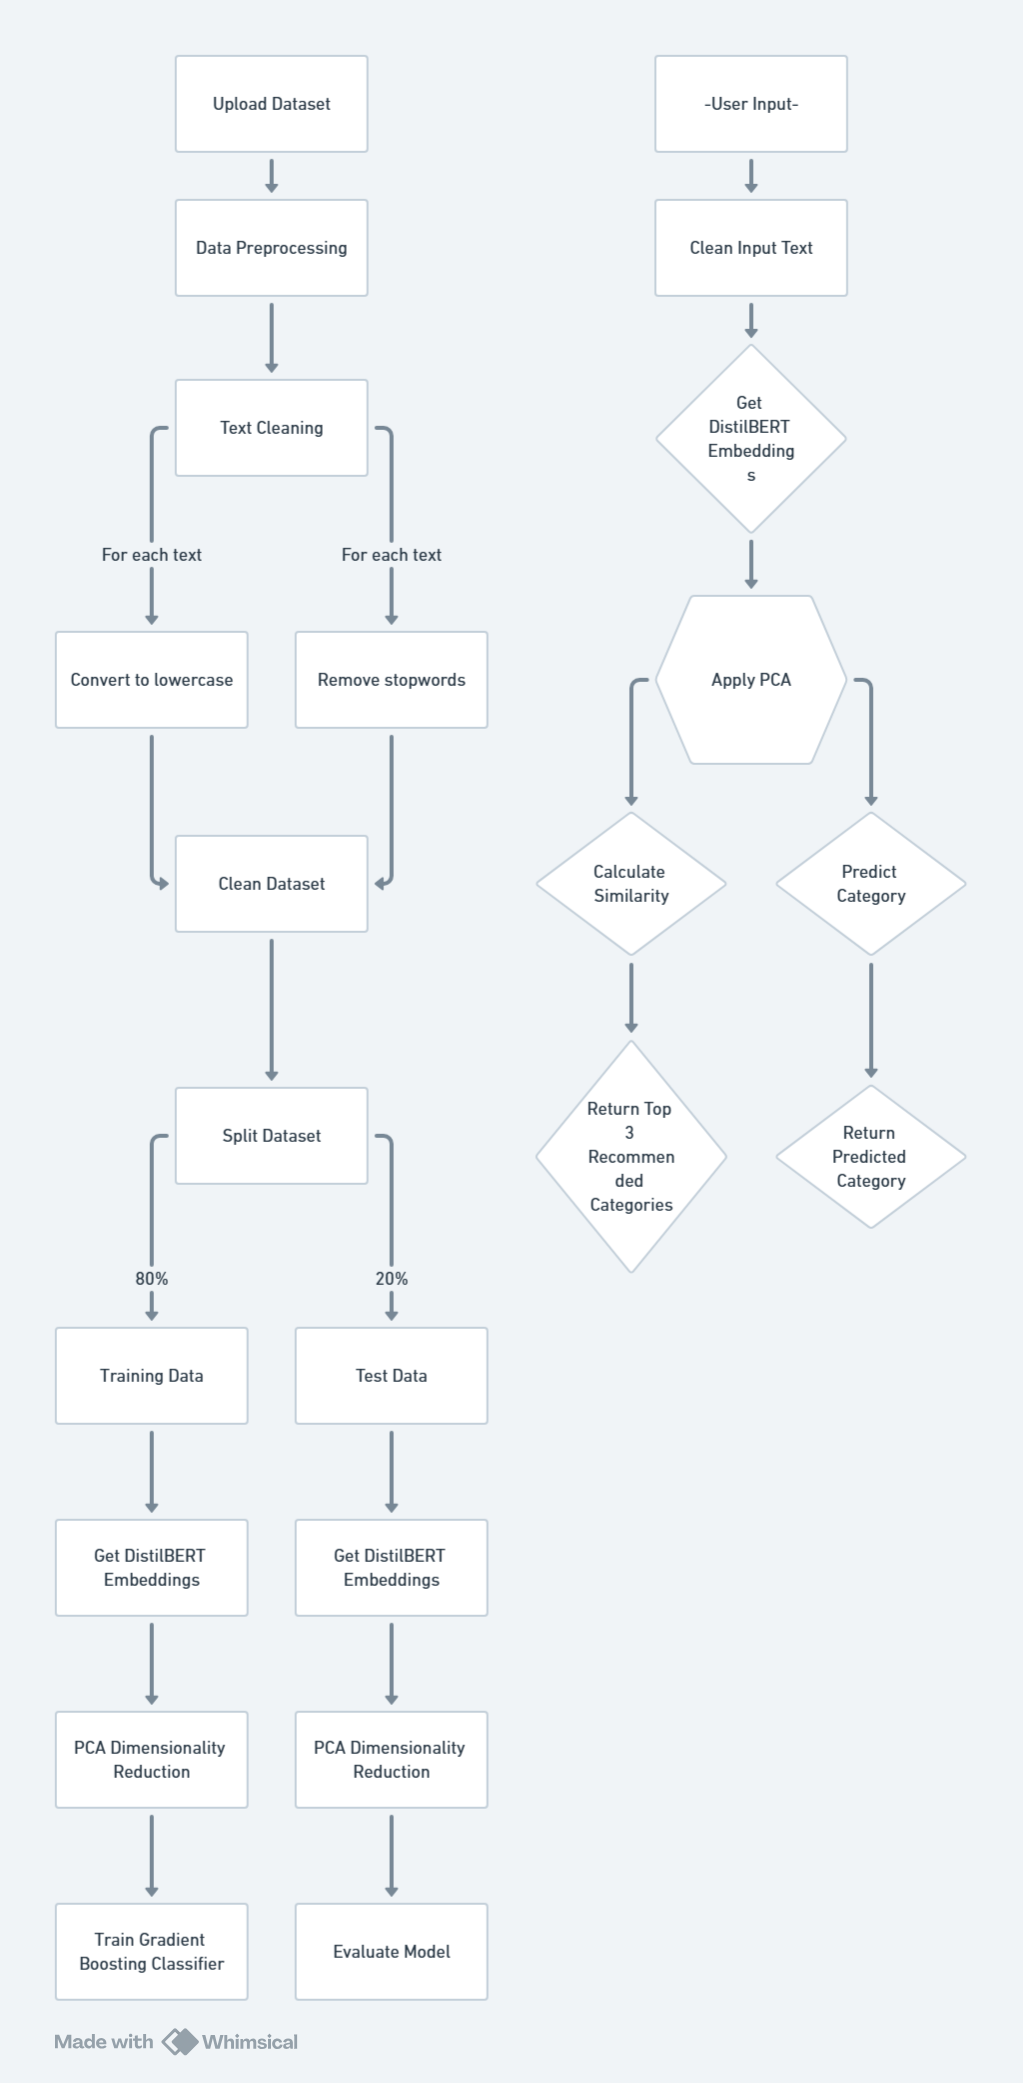 Upload Dataset
Data Preprocessing
Text Cleaning
For each text
For each text
Convert to lowercase
Remove stopwords
Clean Dataset
Split Dataset
80%
20%
Training Data
Test Data
Get DistilBERT
Embeddings
Get DistilBERT
Embeddings
PCA Dimensionality
Reduction
PCA Dimensionality
Reduction
Train Gradient
Boosting Classifier
Evaluate Model
-User Input-
Clean Input Text
Get
DistilBERT
Embedding
s
Apply PCA
Calculate
Similarity
Predict
Category
Return Top
3
Recommen
ded
Categories
Return
Predicted
Category
Made with Whimsical